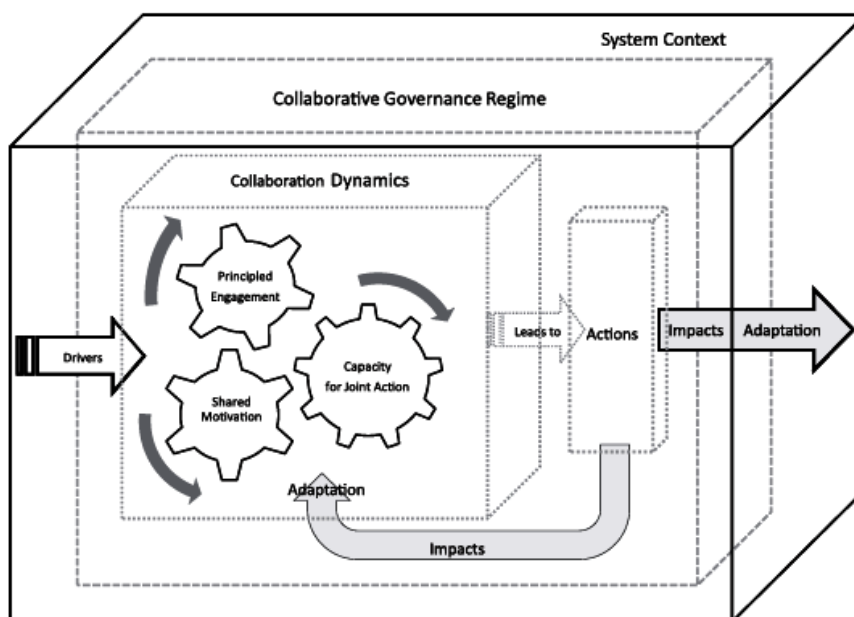 System Context
Collaborative Governance Regime
Collaboration Dynamics
Principled
Engagement
Drivers
Leads to
Actions
Impacts
Adaptation
Capacity
for Joint Action
Shared
Motivation
Adaptation
Impacts